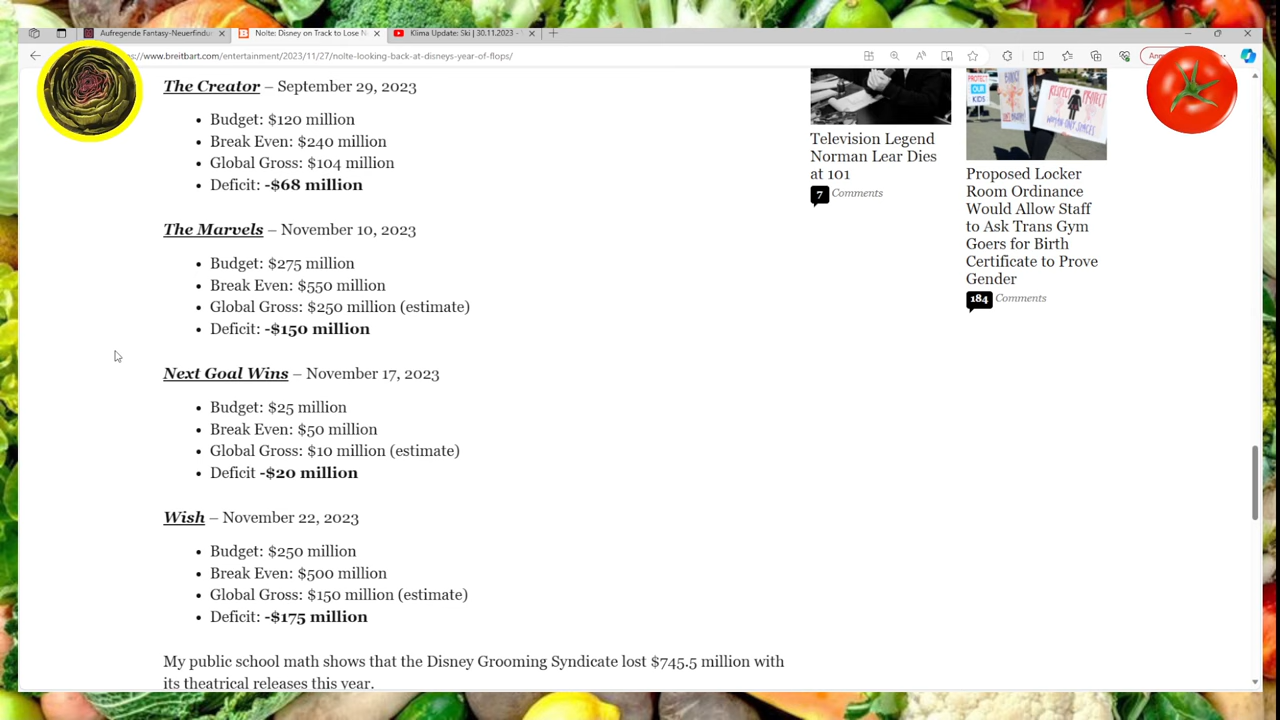 Aufregende Fantasy-Neuerfindu
Nolte: Disney on Track to Lose N
Klima Update: Ski | 30.11.2023 -
https://www.breitbart.com/entertainment/2023/11/27/nolte-looking-back-at-disneys-year-of-flops/
The Creator – September 29, 2023
• Budget: $120 million
• Break Even: $240 million
• Global Gross: $104 million
• Deficit: -$68 million
The Marvels – November 10, 2023
• Budget: $275 million
• Break Even: $550 million
• Global Gross: $250 million (estimate)
• Deficit: -$150 million
Next Goal Wins – November 17, 2023
• Budget: $25 million
• Break Even: $50 million
• Global Gross: $10 million (estimate)
• Deficit -$20 million
Wish – November 22, 2023
• Budget: $250 million
• Break Even: $500 million
• Global Gross: $150 million (estimate)
• Deficit: -$175 million
My public school math shows that the Disney Grooming Syndicate lost $745.5 million with
its theatrical releases this year.
Television Legend
Norman Lear Dies
at 101
7 Comments
PROTECT
OUR
KIDS
Proposed Locker
Room Ordinance
Would Allow Staff
to Ask Trans Gym
Goers for Birth
Certificate to Prove
Gender
184 Comments